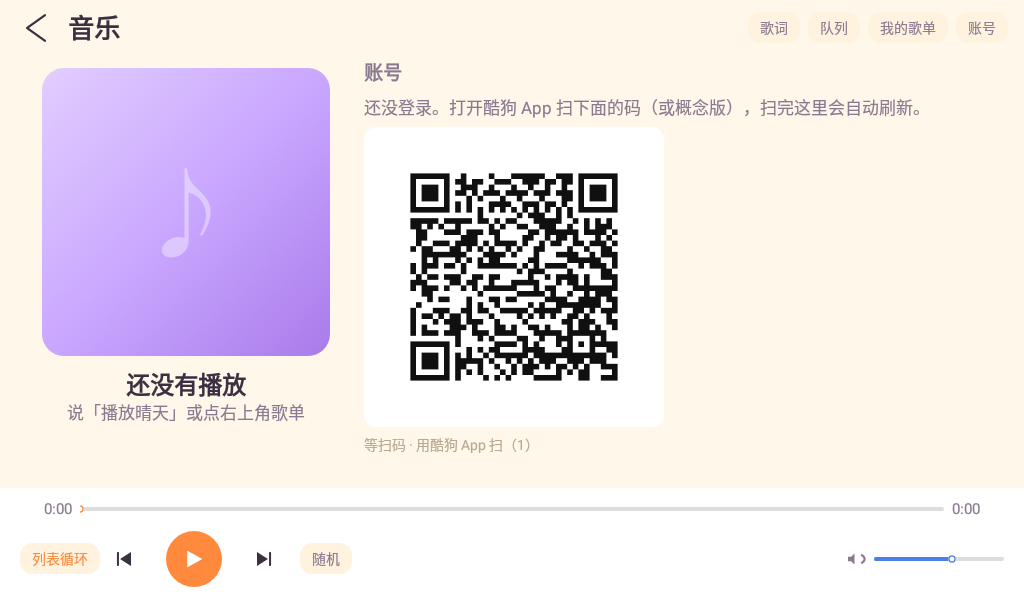 音乐
歌词
队列
我的歌单
账号
账号
还没登录。打开酷狗 App 扫下面的码（或概念版），扫完这里会自动刷新。
还没有播放
说「播放晴天」或点右上角歌单
等扫码 · 用酷狗 App 扫（1）
0:00
0:00
列表循环
随机